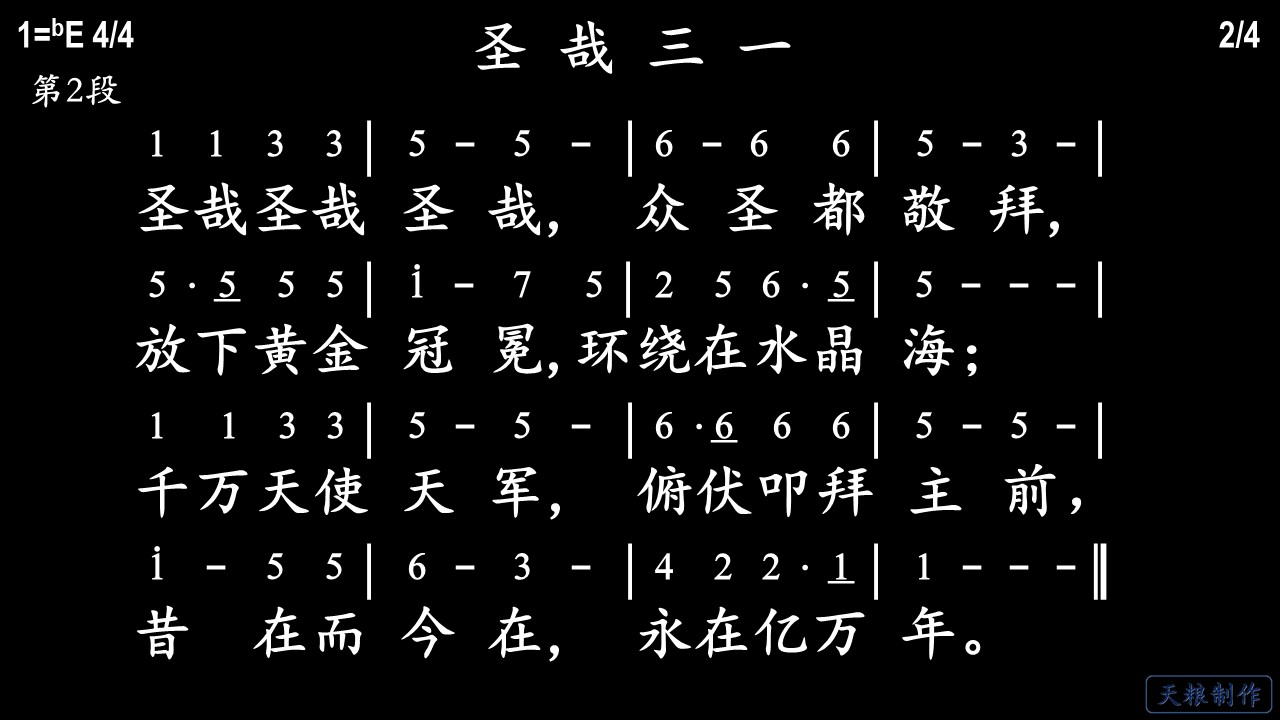 1=ᵇE 4/4
圣 哉 三 一
2/4
第2段
1 1 3 3 | 5 – 5 – | 6 – 6 6 | 5 – 3 – |
圣哉圣哉 圣 哉, 众 圣 都 敬 拜,
5 · 5̲ 5 5 | i – 7 5 | 2 5 6 · 5̲ | 5 – – – |
放下黄金 冠 冕, 环绕在水晶 海;
1 1 3 3 | 5 – 5 – | 6 · 6̲ 6 6 | 5 – 5 – |
千万天使 天 军, 俯伏叩拜 主 前,
i – 5 5 | 6 – 3 – | 4 2 2 · 1̲ | 1 – – – ‖
昔 在而 今 在, 永在亿万 年。
天粮制作